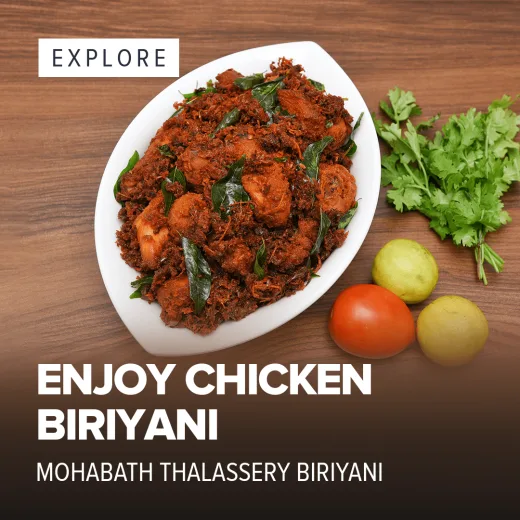 EXPLORE
ENJOY CHICKEN
BIRIYANI
MOHABATH THALASSERY BIRIYANI